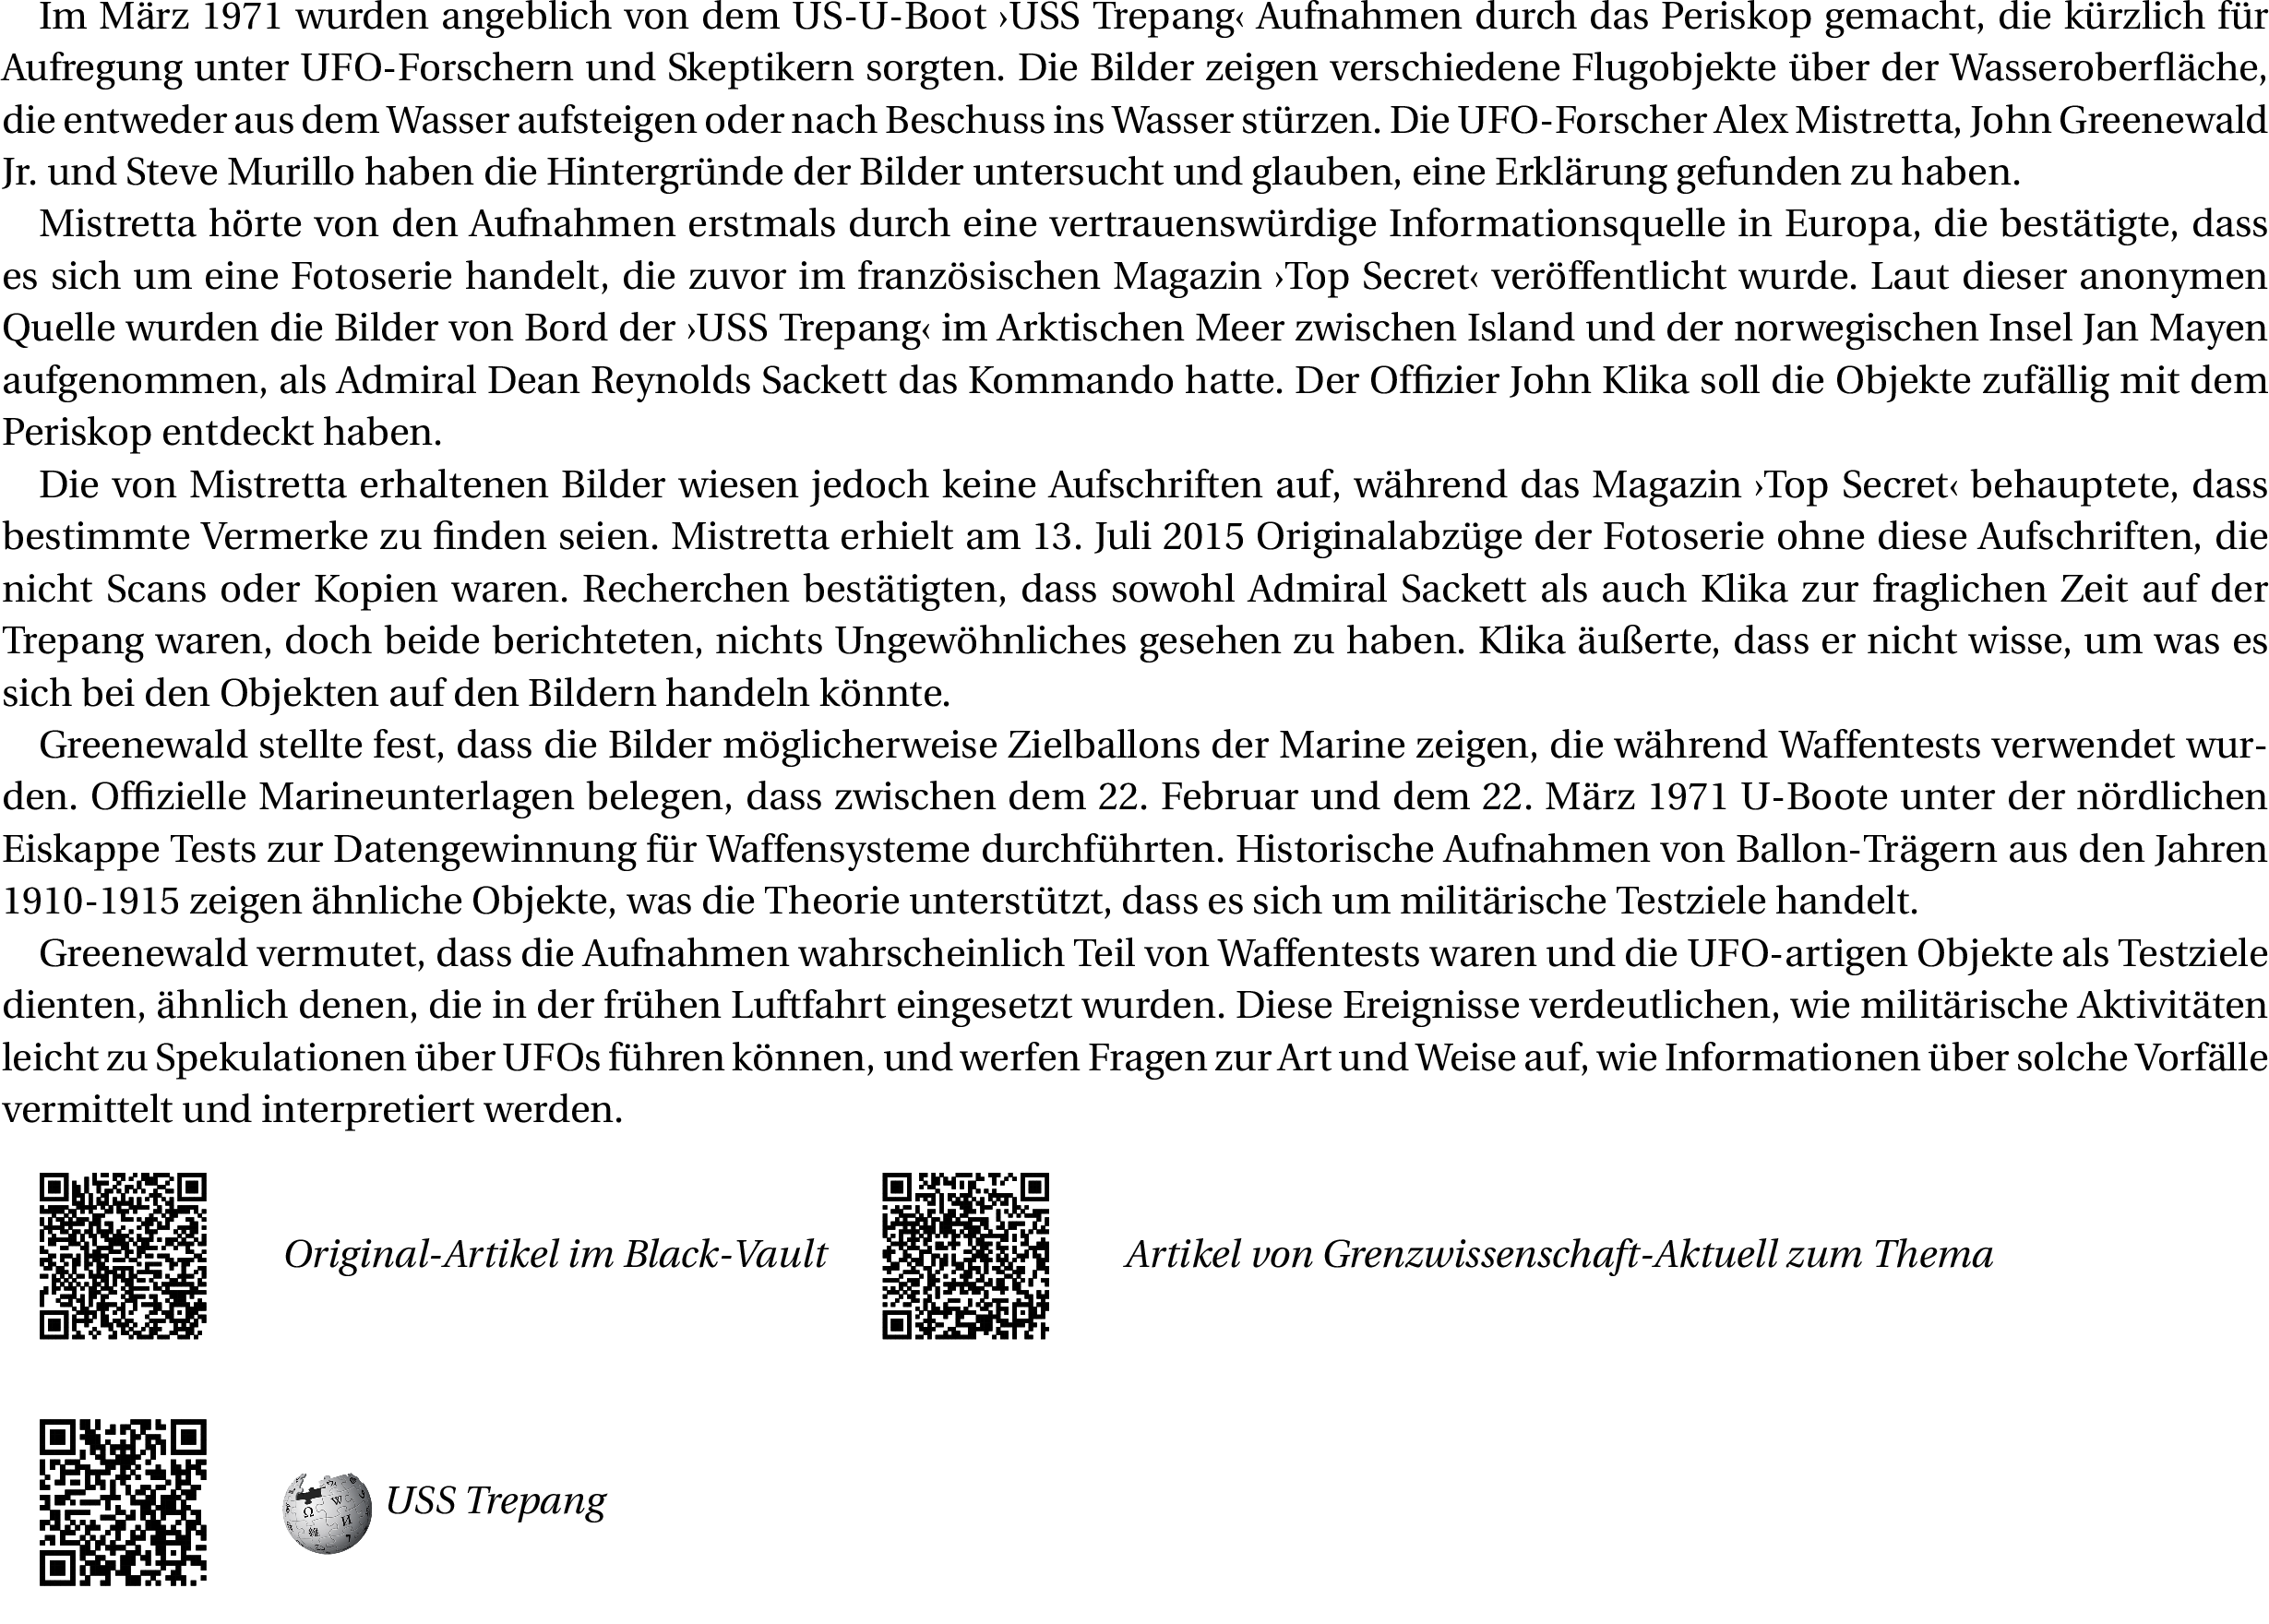 Im März 1971 wurden angeblich von dem US-U-Boot ›USS Trepang‹ Aufnahmen durch das Periskop gemacht, die kürzlich für
Aufregung unter UFO-Forschern und Skeptikern sorgten. Die Bilder zeigen verschiedene Flugobjekte über der Wasseroberfläche,
die entweder aus dem Wasser aufsteigen oder nach Beschuss ins Wasser stürzen. Die UFO-Forscher Alex Mistretta, John Greenewald
Jr. und Steve Murillo haben die Hintergründe der Bilder untersucht und glauben, eine Erklärung gefunden zu haben.
Mistretta hörte von den Aufnahmen erstmals durch eine vertrauenswürdige Informationsquelle in Europa, die bestätigte, dass
es sich um eine Fotoserie handelt, die zuvor im französischen Magazin ›Top Secret‹ veröffentlicht wurde. Laut dieser anonymen
Quelle wurden die Bilder von Bord der ›USS Trepang‹ im Arktischen Meer zwischen Island und der norwegischen Insel Jan Mayen
aufgenommen, als Admiral Dean Reynolds Sackett das Kommando hatte. Der Offizier John Klika soll die Objekte zufällig mit dem
Periskop entdeckt haben.
Die von Mistretta erhaltenen Bilder wiesen jedoch keine Aufschriften auf, während das Magazin ›Top Secret‹ behauptete, dass
bestimmte Vermerke zu finden seien. Mistretta erhielt am 13. Juli 2015 Originalabzüge der Fotoserie ohne diese Aufschriften, die
nicht Scans oder Kopien waren. Recherchen bestätigten, dass sowohl Admiral Sackett als auch Klika zur fraglichen Zeit auf der
Trepang waren, doch beide berichteten, nichts Ungewöhnliches gesehen zu haben. Klika äußerte, dass er nicht wisse, um was es
sich bei den Objekten auf den Bildern handeln könnte.
Greenewald stellte fest, dass die Bilder möglicherweise Zielballons der Marine zeigen, die während Waffentests verwendet wur-
den. Offizielle Marineunterlagen belegen, dass zwischen dem 22. Februar und dem 22. März 1971 U-Boote unter der nördlichen
Eiskappe Tests zur Datengewinnung für Waffensysteme durchführten. Historische Aufnahmen von Ballon-Trägern aus den Jahren
1910-1915 zeigen ähnliche Objekte, was die Theorie unterstützt, dass es sich um militärische Testziele handelt.
Greenewald vermutet, dass die Aufnahmen wahrscheinlich Teil von Waffentests waren und die UFO-artigen Objekte als Testziele
dienten, ähnlich denen, die in der frühen Luftfahrt eingesetzt wurden. Diese Ereignisse verdeutlichen, wie militärische Aktivitäten
leicht zu Spekulationen über UFOs führen können, und werfen Fragen zur Art und Weise auf, wie Informationen über solche Vorfälle
vermittelt und interpretiert werden.
Original-Artikel im Black-Vault
Artikel von Grenzwissenschaft-Aktuell zum Thema
USS Trepang